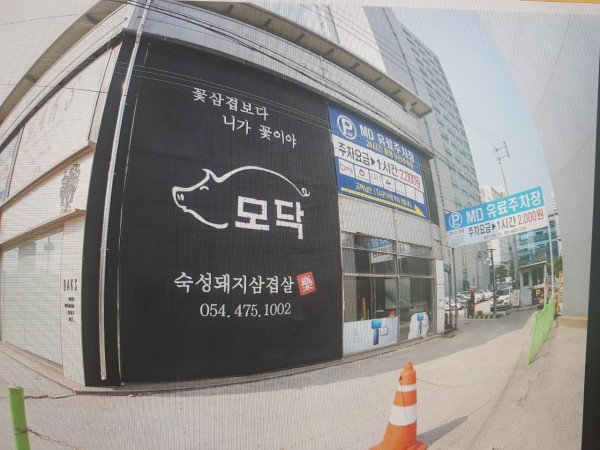 꽃삼겹보다
니가 꽃이야
모닥
숙성돼지삼겹살 樂
054.475.1002
P MD 유료주차장
주차요금▶1시간 2,000원
P MD 유료주차장
주차요금▶1시간 2,000원